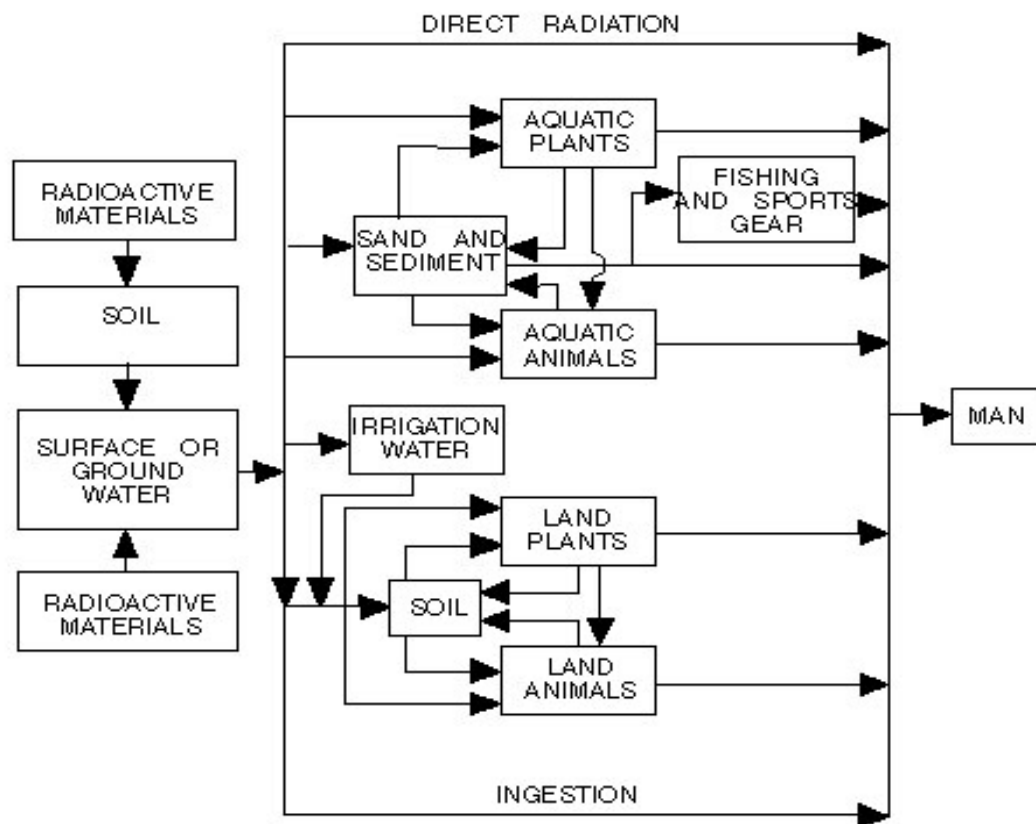 DIRECT RADIATION
AQUATIC
PLANTS
RADIOACTIVE
MATERIALS
FISHING
AND SPORTS
GEAR
SAND AND
SEDIMENT
SOIL
AQUATIC
ANIMALS
SURFACE OR
GROUND
WATER
IRRIGATION
WATER
MAN
LAND
PLANTS
RADIOACTIVE
MATERIALS
SOIL
LAND
ANIMALS
INGESTION